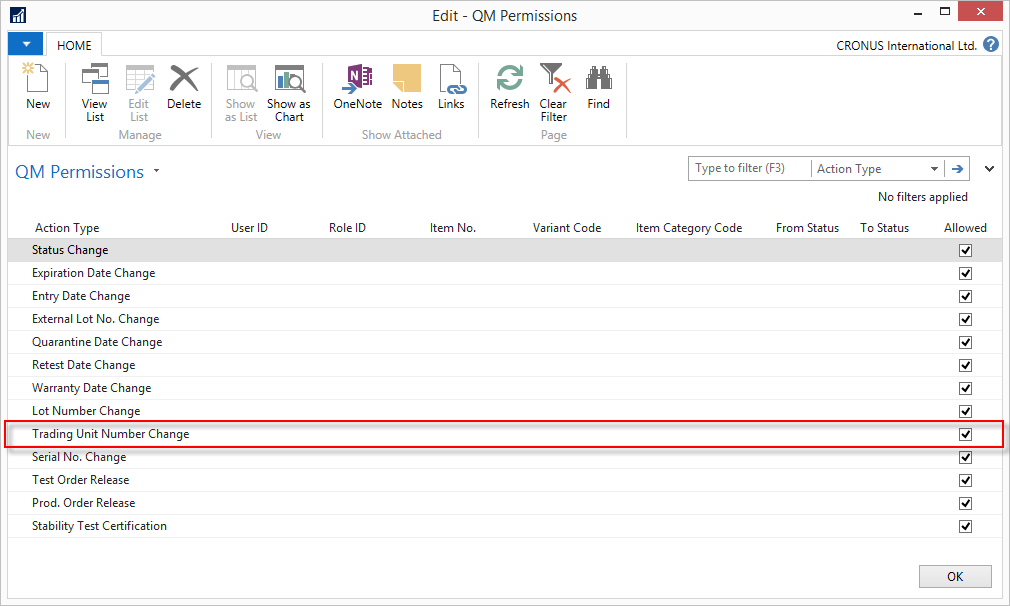 Edit - QM Permissions
HOME
CRONUS International Ltd.
?
New
View List
Edit List
Delete
Show as List
Show as Chart
OneNote
Notes
Links
Refresh
Clear Filter
Find
New
Manage
View
Show Attached
Page
QM Permissions
Type to filter (F3)
Action Type
No filters applied
Action Type User ID Role ID Item No. Variant Code Item Category Code From Status To Status Allowed
Status Change
Expiration Date Change
Entry Date Change
External Lot No. Change
Quarantine Date Change
Retest Date Change
Warranty Date Change
Lot Number Change
Trading Unit Number Change
Serial No. Change
Test Order Release
Prod. Order Release
Stability Test Certification
OK